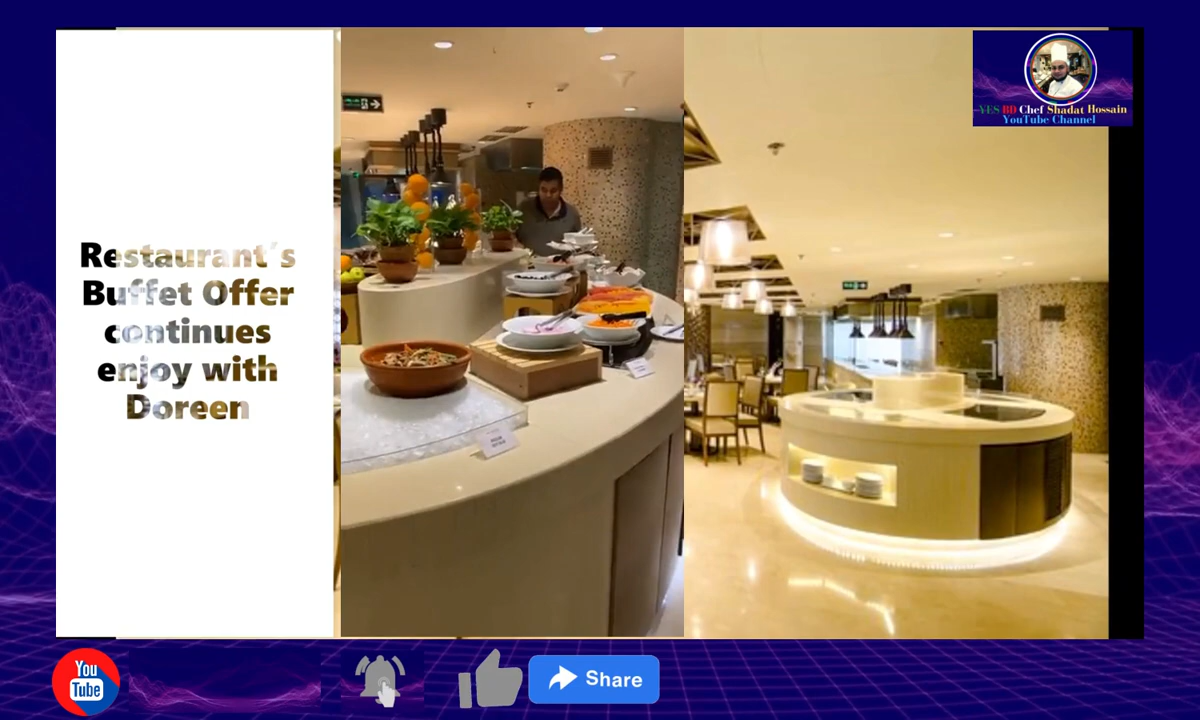 Restaurant's
Buffet Offer
continues
enjoy with
Doreen
YES BD Chef Shadat Hossain
YouTube Channel
You
Tube
Share